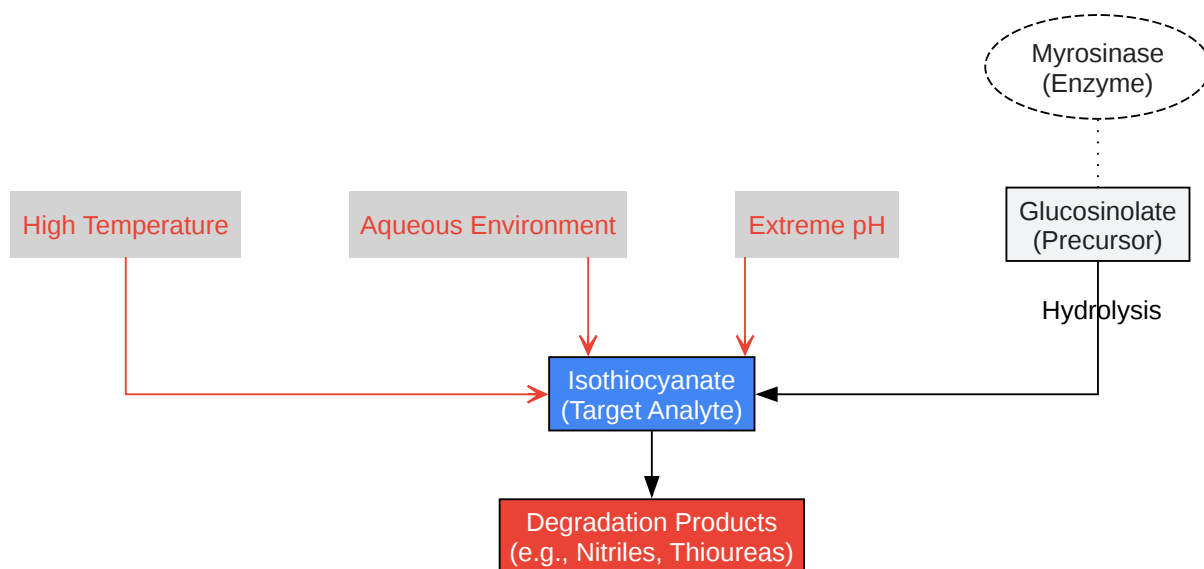 Myrosinase
(Enzyme)
High Temperature
Aqueous Environment
Extreme pH
Glucosinolate
(Precursor)
Hydrolysis
Isothiocyanate
(Target Analyte)
Degradation Products
(e.g., Nitriles, Thioureas)